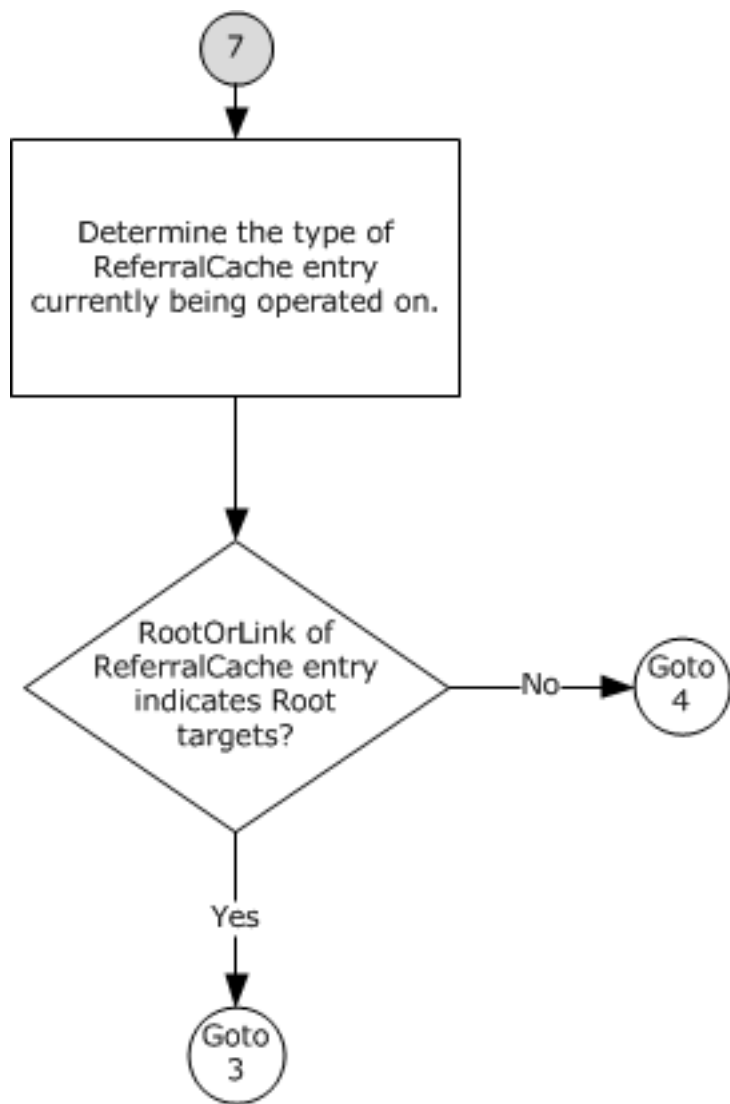 7
Determine the type of
ReferralCache entry
currently being operated on.
RootOrLink of
ReferralCache entry
indicates Root
targets?
No
Goto
4
Yes
Goto
3